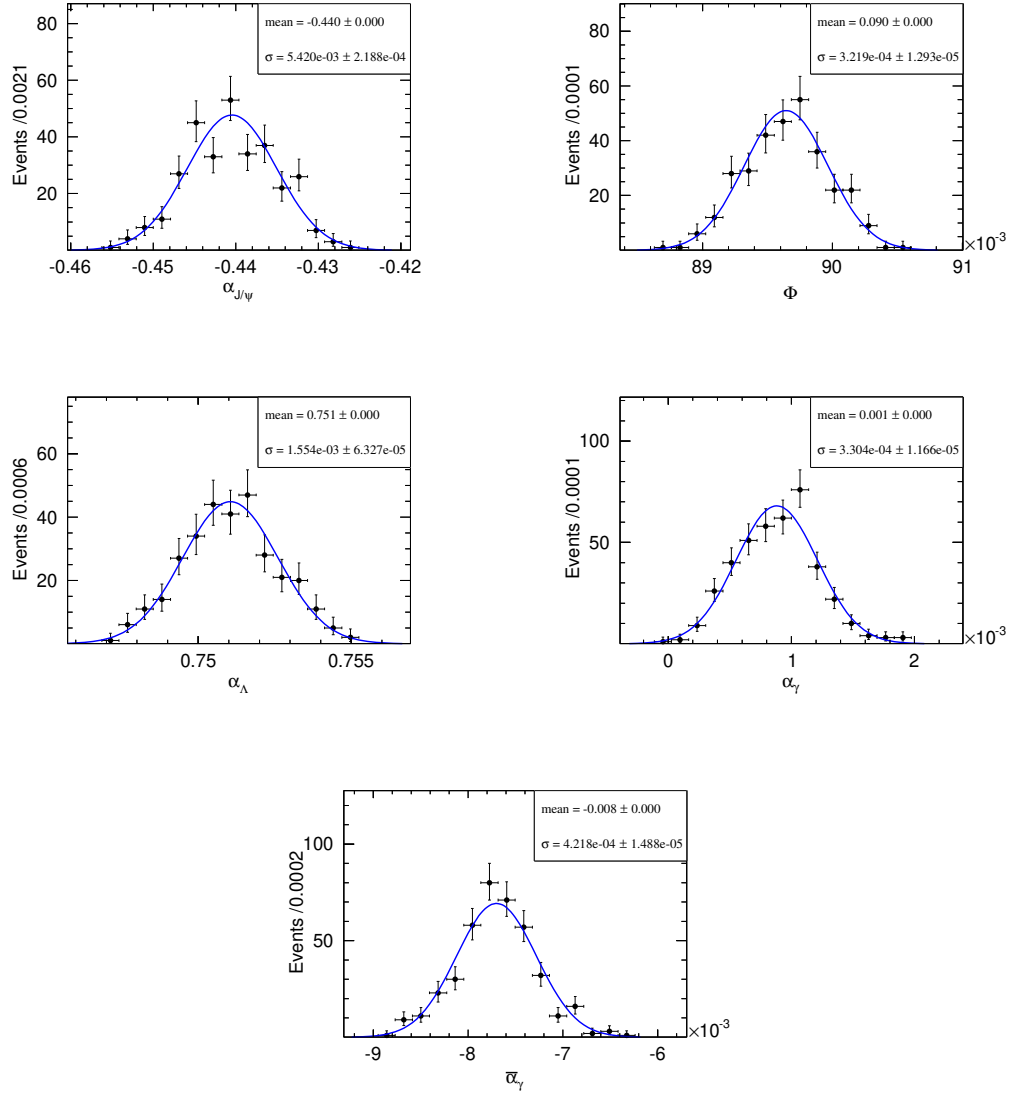 mean = -0.440 ± 0.000
σ = 5.420e-03 ± 2.188e-04
Events /0.0021
80
60
40
20
-0.46 -0.45 -0.44 -0.43 -0.42
α_J/ψ
mean = 0.090 ± 0.000
σ = 3.219e-04 ± 1.293e-05
Events /0.0001
80
60
40
20
89 90 91
×10⁻³
Φ
mean = 0.751 ± 0.000
σ = 1.554e-03 ± 6.327e-05
Events /0.0006
60
40
20
0.75 0.755
α_Λ
mean = 0.001 ± 0.000
σ = 3.304e-04 ± 1.166e-05
Events /0.0001
100
50
0 1 2
×10⁻³
α_γ
mean = -0.008 ± 0.000
σ = 4.218e-04 ± 1.488e-05
Events /0.0002
100
50
-9 -8 -7 -6
×10⁻³
α̅_γ